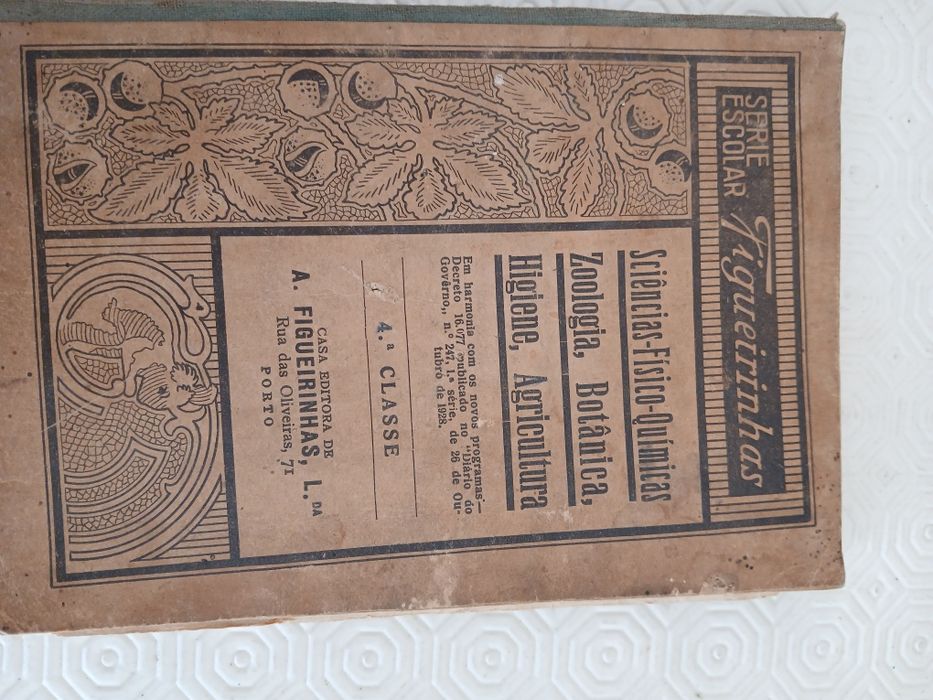 SERIE
ESCOLAR
Figueirinhas
Sciências-Físico-Químicas
Zoologia, Botânica,
Higiene, Agricultura
Em harmonia com os novos programas—
Decreto 16.077 publicado no "Diário do
Govêrno,, n.º 247, 1.ª série, de 26 de Ou-
tubro de 1928.
4.ª CLASSE
CASA EDITORA DE
A. FIGUEIRINHAS, L.DA
Rua das Oliveiras, 71
PORTO